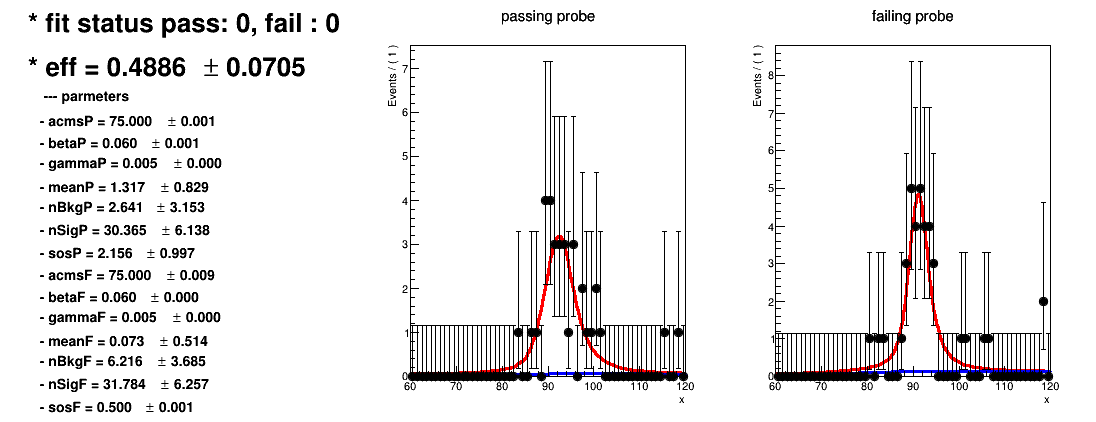 * fit status pass: 0, fail : 0
* eff = 0.4886 ± 0.0705
--- parmeters
- acmsP = 75.000 ± 0.001
- betaP = 0.060 ± 0.001
- gammaP = 0.005 ± 0.000
- meanP = 1.317 ± 0.829
- nBkgP = 2.641 ± 3.153
- nSigP = 30.365 ± 6.138
- sosP = 2.156 ± 0.997
- acmsF = 75.000 ± 0.009
- betaF = 0.060 ± 0.000
- gammaF = 0.005 ± 0.000
- meanF = 0.073 ± 0.514
- nBkgF = 6.216 ± 3.685
- nSigF = 31.784 ± 6.257
- sosF = 0.500 ± 0.001
passing probe
Events / ( 1 )
7
6
5
4
3
2
1
0
60 70 80 90 100 110 120
x
failing probe
Events / ( 1 )
8
7
6
5
4
3
2
1
0
60 70 80 90 100 110 120
x